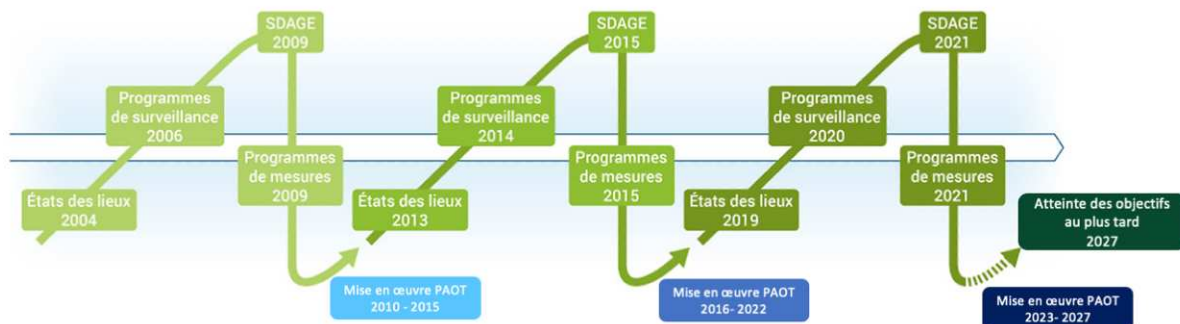 SDAGE
2009
SDAGE
2015
SDAGE
2021
Programmes
de surveillance
2006
Programmes
de surveillance
2014
Programmes
de surveillance
2020
Programmes
de mesures
2009
Programmes
de mesures
2015
Programmes
de mesures
2021
États des lieux
2004
États des lieux
2013
États des lieux
2019
Atteinte des objectifs
au plus tard
2027
Mise en œuvre PAOT
2010 - 2015
Mise en œuvre PAOT
2016- 2022
Mise en œuvre PAOT
2023- 2027